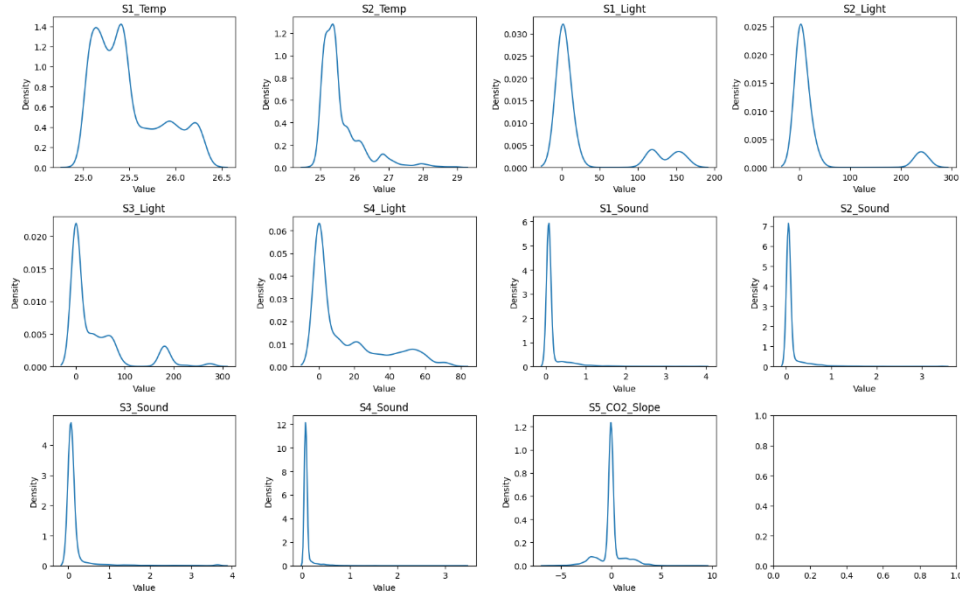 S1_Temp
1.4
1.2
1.0
0.8
0.6
0.4
0.2
0.0
Density
25.0 25.5 26.0 26.5
Value
S2_Temp
1.2
1.0
0.8
0.6
0.4
0.2
0.0
Density
25 26 27 28 29
Value
S1_Light
0.030
0.025
0.020
0.015
0.010
0.005
0.000
Density
0 50 100 150 200
Value
S2_Light
0.025
0.020
0.015
0.010
0.005
0.000
Density
0 100 200 300
Value
S3_Light
0.020
0.015
0.010
0.005
0.000
Density
0 100 200 300
Value
S4_Light
0.06
0.05
0.04
0.03
0.02
0.01
0.00
Density
0 20 40 60 80
Value
S1_Sound
6
5
4
3
2
1
0
Density
0 1 2 3 4
Value
S2_Sound
7
6
5
4
3
2
1
0
Density
0 1 2 3
Value
S3_Sound
4
3
2
1
0
Density
0 1 2 3 4
Value
S4_Sound
12
10
8
6
4
2
0
Density
0 1 2 3
Value
S5_CO2_Slope
1.2
1.0
0.8
0.6
0.4
0.2
0.0
Density
−5 0 5 10
Value
1.0
0.8
0.6
0.4
0.2
0.0
0.0 0.2 0.4 0.6 0.8 1.0